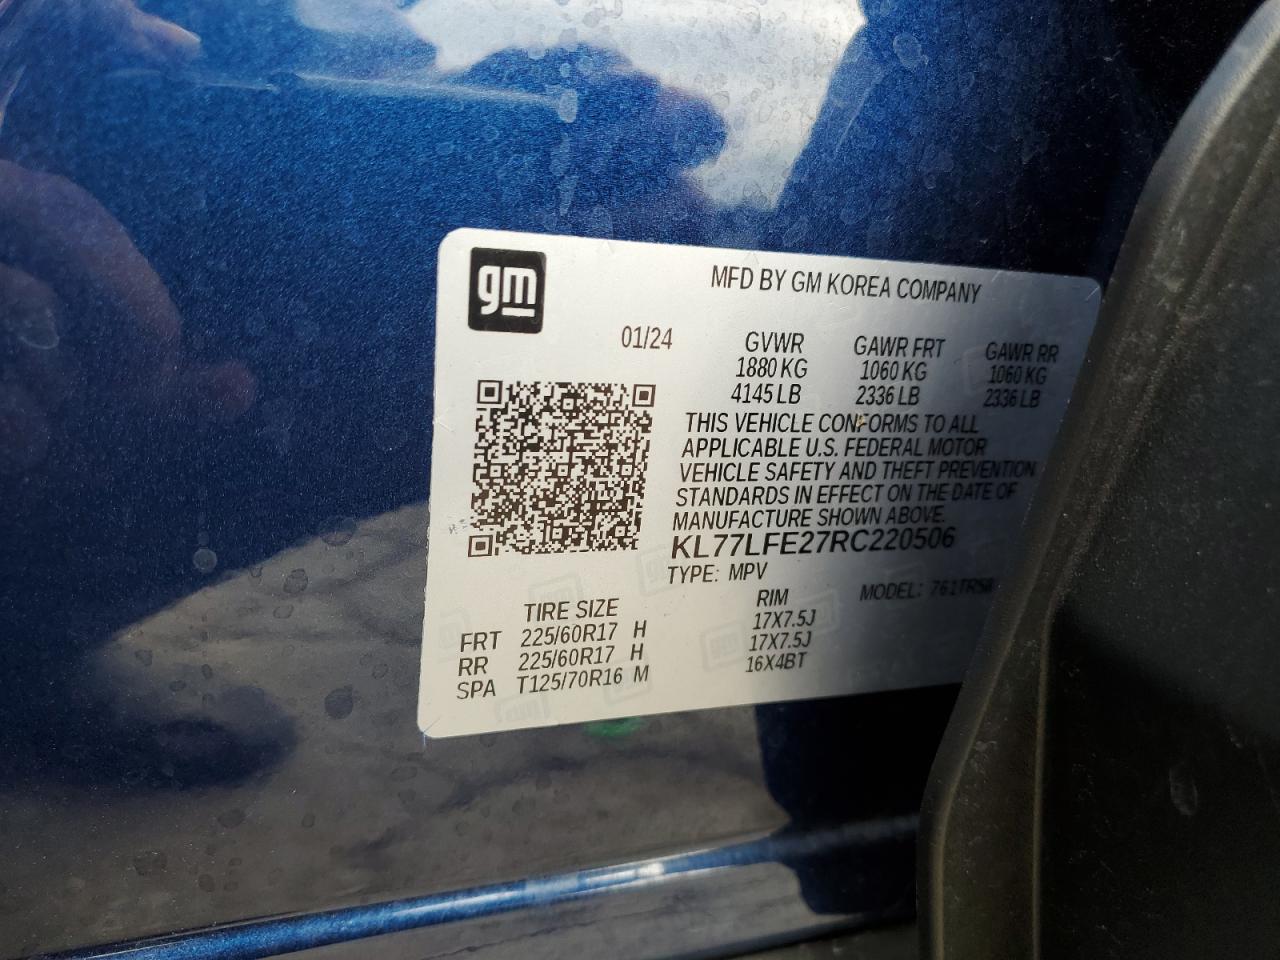 gm
MFD BY GM KOREA COMPANY
01/24 GVWR GAWR FRT GAWR RR
1880 KG 1060 KG 1060 KG
4145 LB 2336 LB 2336 LB
THIS VEHICLE CONFORMS TO ALL
APPLICABLE U.S. FEDERAL MOTOR
VEHICLE SAFETY AND THEFT PREVENTION
STANDARDS IN EFFECT ON THE DATE OF
MANUFACTURE SHOWN ABOVE.
KL77LFE27RC220506
TYPE: MPV MODEL:
TIRE SIZE RIM
FRT 225/60R17 H 17X7.5J
RR 225/60R17 H 17X7.5J
SPA T125/70R16 M 16X4BT